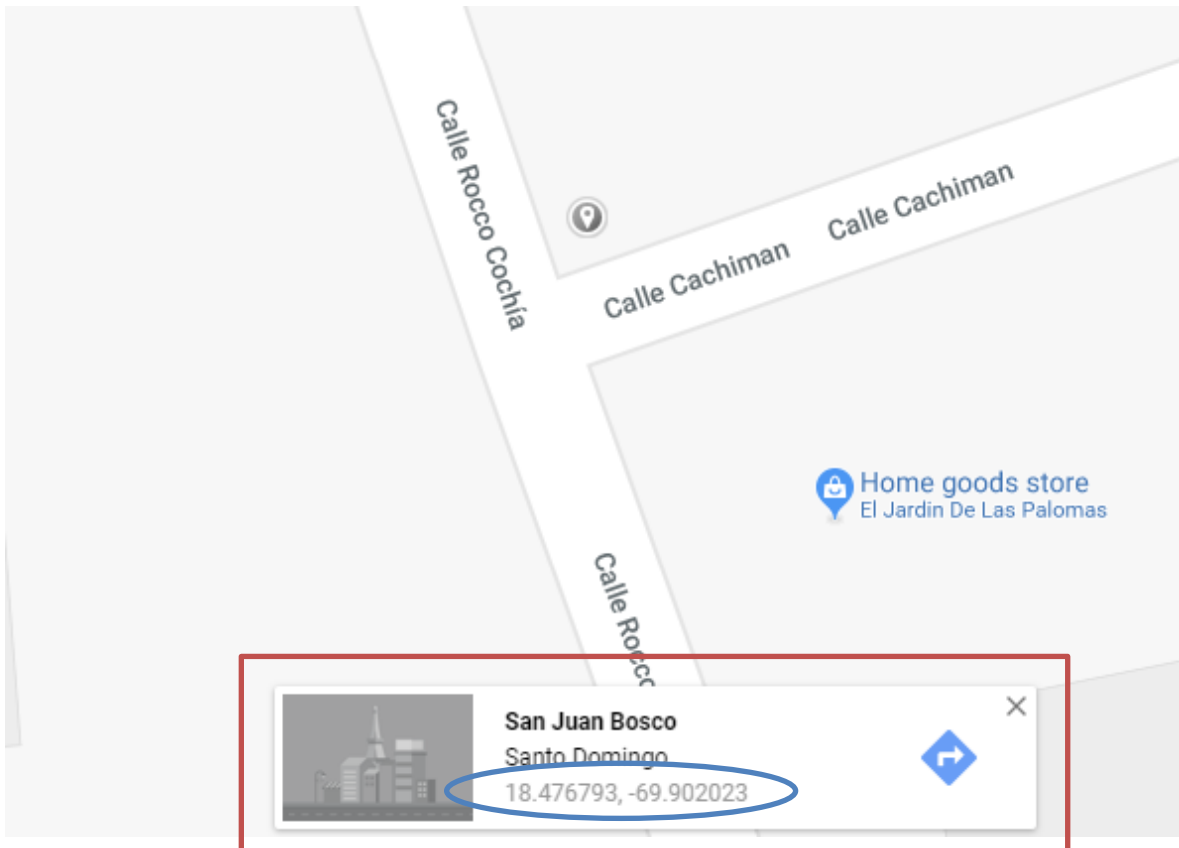 Calle Rocco Cochía
Calle Cachiman
Calle Cachiman
Home goods store
El Jardin De Las Palomas
Calle Rocco
San Juan Bosco
Santo Domingo
18.476793, -69.902023